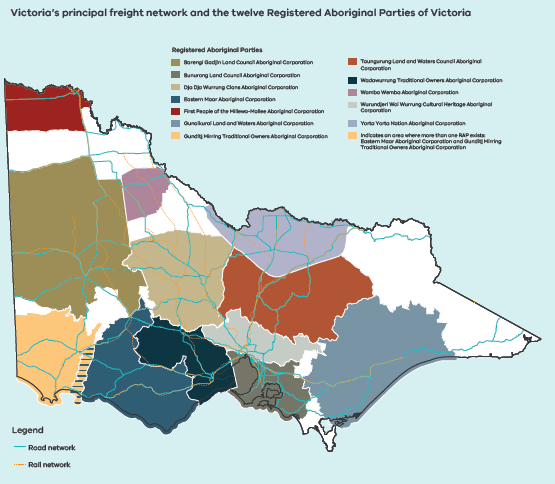 Victoria's principal freight network and the twelve Registered Aboriginal Parties of Victoria
Registered Aboriginal Parties
Barengi Gadjin Land Council Aboriginal Corporation
Bunurong Land Council Aboriginal Corporation
Dja Dja Wurrung Clans Aboriginal Corporation
Eastern Maar Aboriginal Corporation
First People of the Millewa-Mallee Aboriginal Corporation
Gunaikurnai Land and Waters Aboriginal Corporation
Gunditj Mirring Traditional Owners Aboriginal Corporation
Taungurung Land and Waters Council Aboriginal
Corporation
Wadawurrung Traditional Owners Aboriginal Corporation
Wamba Wemba Aboriginal Corporation
Wurundjeri Woi Wurrung Cultural Heritage Aboriginal
Corporation
Yorta Yorta Nation Aboriginal Corporation
Indicates an area where more than one RAP exists:
Eastern Maar Aboriginal Corporation and Gunditj Mirring
Traditional Owners Aboriginal Corporation
Legend
Road network
Rail network